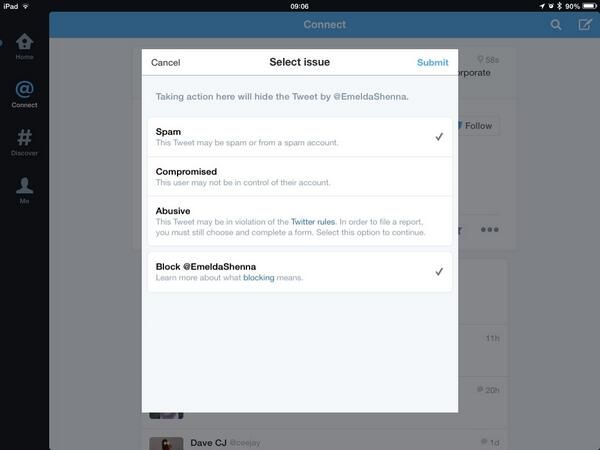 iPad 09:06 90%
Connect
Home
Connect
Discover
Me
58s
orporate
Follow
Cancel Select issue Submit
Taking action here will hide the Tweet by @EmeldaShenna.
Spam
This Tweet may be spam or from a spam account.
Compromised
This user may not be in control of their account.
Abusive
This Tweet may be in violation of the Twitter rules. In order to file a report,
you must still choose and complete a form. Select this option to continue.
Block @EmeldaShenna
Learn more about what blocking means.
11h
20h
Dave CJ @ceejay 1d